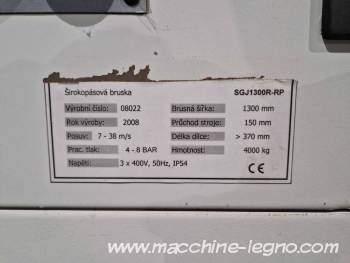 Širokopásová bruska SGJ1300R-RP
Výrobní číslo: 08022 Brusná šířka: 1300 mm
Rok výroby: 2008 Průchod stroje: 150 mm
Posuv: 7 - 38 m/s Délka dílce: > 370 mm
Prac. tlak: 4 - 8 BAR Hmotnost: 4000 kg
Napětí: 3 x 400V, 50Hz, IP54 CE
www.macchine-legno.com